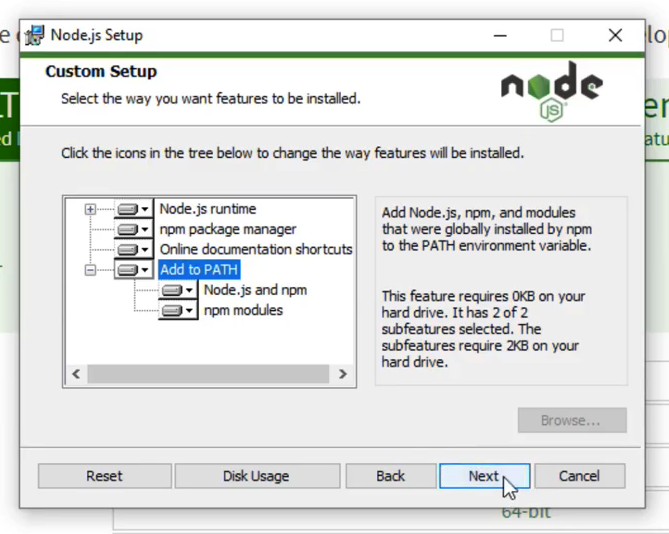 Node.js Setup
Custom Setup
Select the way you want features to be installed.
node
JS
Click the icons in the tree below to change the way features will be installed.
Node.js runtime
npm package manager
Online documentation shortcuts
Add to PATH
Node.js and npm
npm modules
Add Node.js, npm, and modules
that were globally installed by npm
to the PATH environment variable.
This feature requires 0KB on your
hard drive. It has 2 of 2
subfeatures selected. The
subfeatures require 2KB on your
hard drive.
Browse...
Reset
Disk Usage
Back
Next
Cancel
64-bit